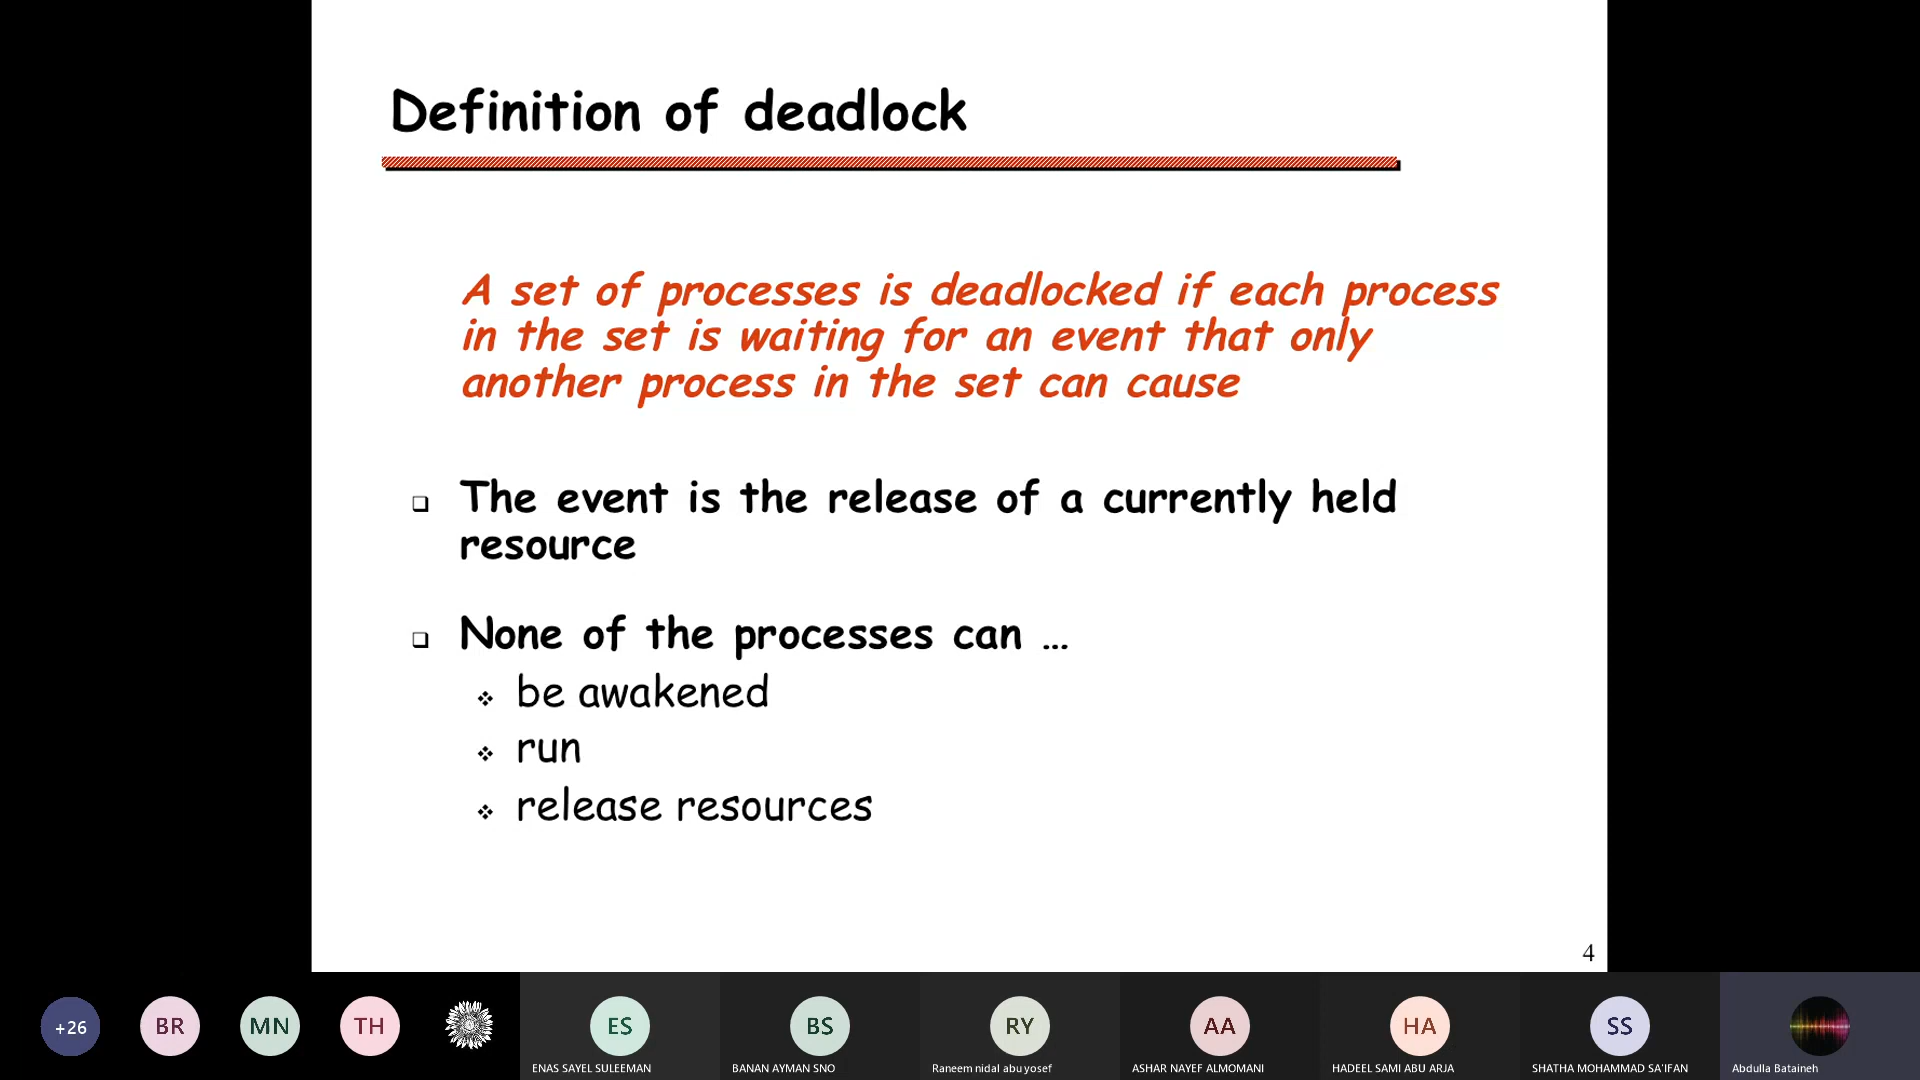 Definition of deadlock
A set of processes is deadlocked if each process
in the set is waiting for an event that only
another process in the set can cause
The event is the release of a currently held
resource
None of the processes can ...
be awakened
run
release resources
4
+26
BR
MN
TH
ES
BS
RY
AA
HA
SS
ENAS SAYEL SULEEMAN
BANAN AYMAN SNO
Raneem nidal abu yosef
ASHAR NAYEF ALMOMANI
HADEEL SAMI ABU ARJA
SHATHA MOHAMMAD SA'IFAN
Abdulla Bataineh